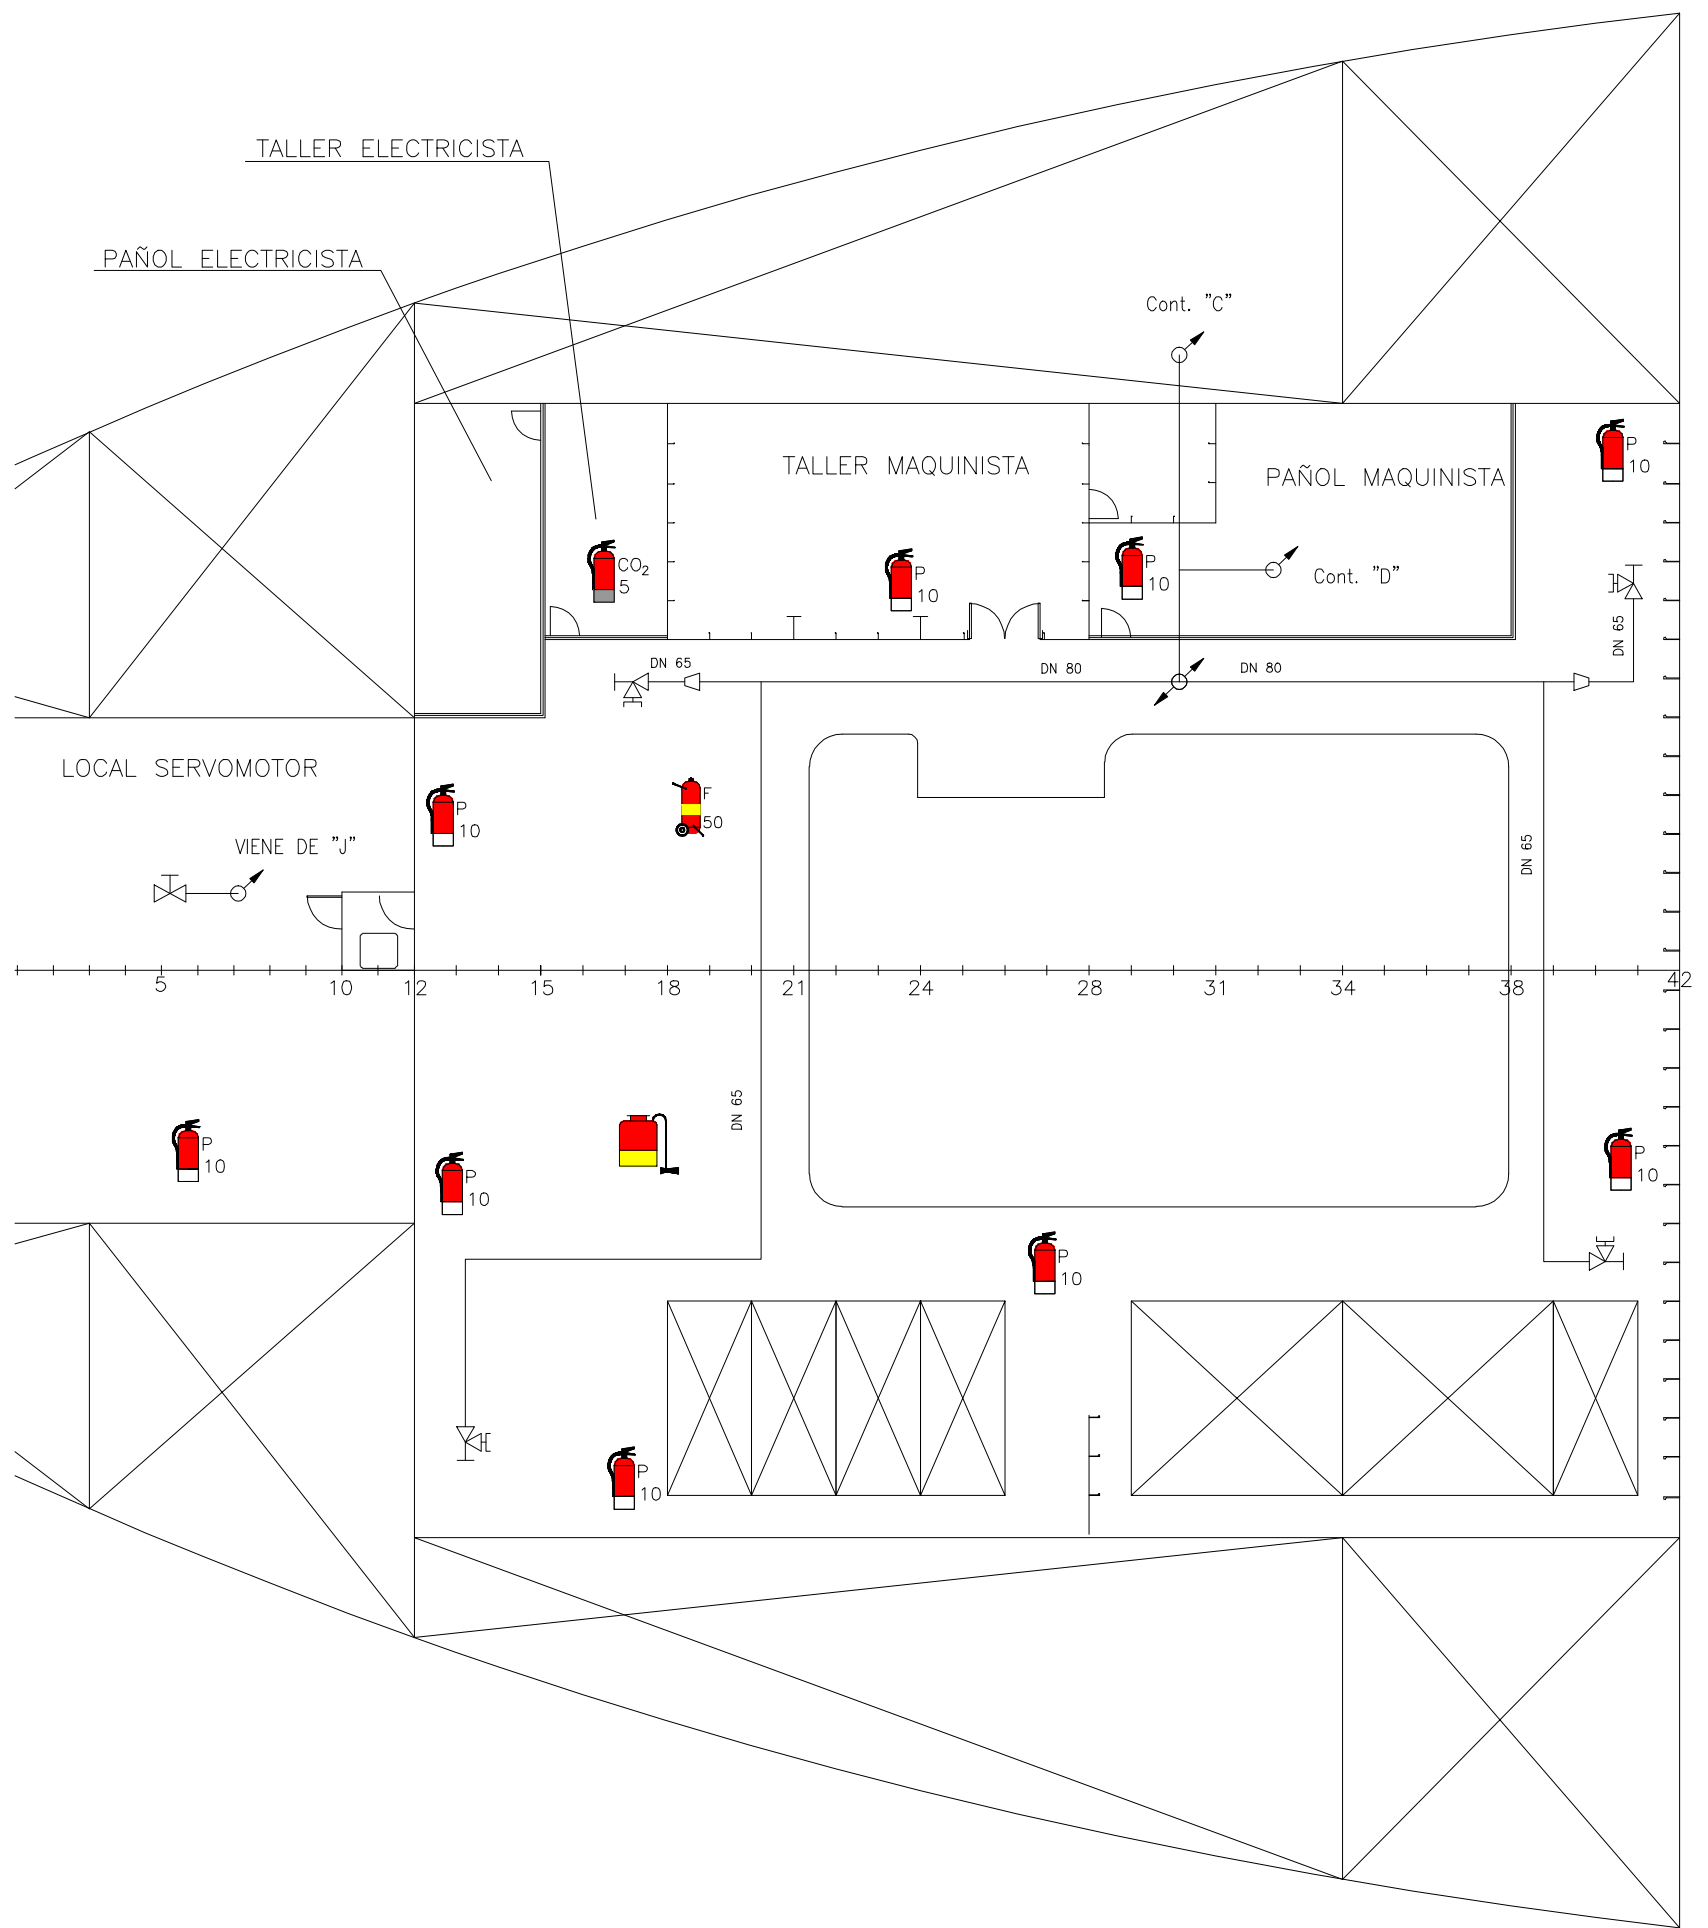 TALLER ELECTRICISTA
PAÑOL ELECTRICISTA
Cont. "C"
P
10
TALLER MAQUINISTA
PAÑOL MAQUINISTA
CO2
5
P
10
P
10
Cont. "D"
DN 65
DN 65
DN 80
DN 80
LOCAL SERVOMOTOR
P
10
F
50
VIENE DE "J"
DN 65
5
10
12
15
18
21
24
28
31
34
38
42
DN 65
P
10
P
10
P
10
P
10
P
10